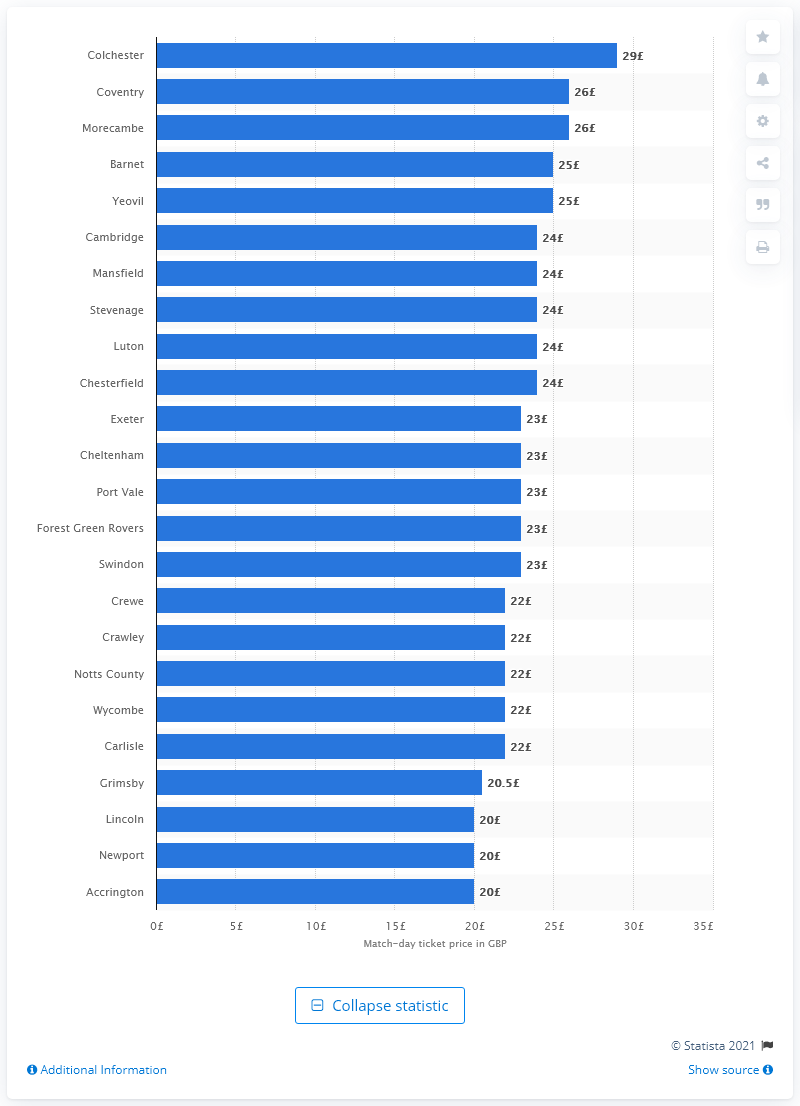 Colchester 29£
Coventry 26£
Morecambe 26£
Barnet 25£
Yeovil 25£
Cambridge 24£
Mansfield 24£
Stevenage 24£
Luton 24£
Chesterfield 24£
Exeter 23£
Cheltenham 23£
Port Vale 23£
Forest Green Rovers 23£
Swindon 23£
Crewe 22£
Crawley 22£
Notts County 22£
Wycombe 22£
Carlisle 22£
Grimsby 20.5£
Lincoln 20£
Newport 20£
Accrington 20£
0£ 5£ 10£ 15£ 20£ 25£ 30£ 35£
Match-day ticket price in GBP
Collapse statistic
© Statista 2021
Additional Information Show source